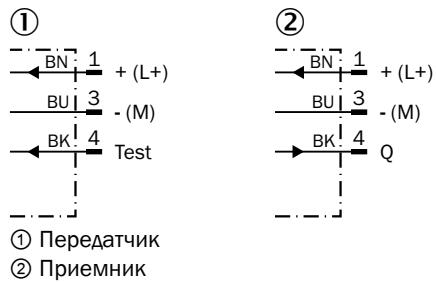 ① ②
BN 1 + (L+) BN 1 + (L+)
BU 3 - (M) BU 3 - (M)
BK 4 Test BK 4 Q
① Передатчик
② Приемник